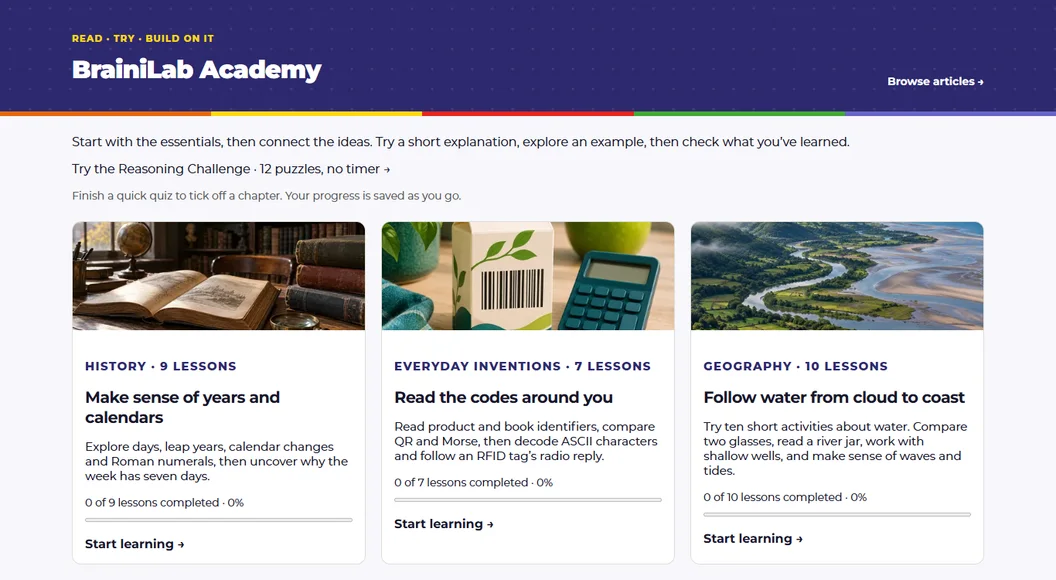 READ · TRY · BUILD ON IT
BrainiLab Academy
Browse articles →
Start with the essentials, then connect the ideas. Try a short explanation, explore an example, then check what you’ve learned.
Try the Reasoning Challenge · 12 puzzles, no timer →
Finish a quick quiz to tick off a chapter. Your progress is saved as you go.
HISTORY · 9 LESSONS
Make sense of years and
calendars
Explore days, leap years, calendar changes
and Roman numerals, then uncover why the
week has seven days.
0 of 9 lessons completed · 0%
Start learning →
EVERYDAY INVENTIONS · 7 LESSONS
Read the codes around you
Read product and book identifiers, compare
QR and Morse, then decode ASCII characters
and follow an RFID tag’s radio reply.
0 of 7 lessons completed · 0%
Start learning →
GEOGRAPHY · 10 LESSONS
Follow water from cloud to coast
Try ten short activities about water. Compare
two glasses, read a river jar, work with
shallow wells, and make sense of waves and
tides.
0 of 10 lessons completed · 0%
Start learning →